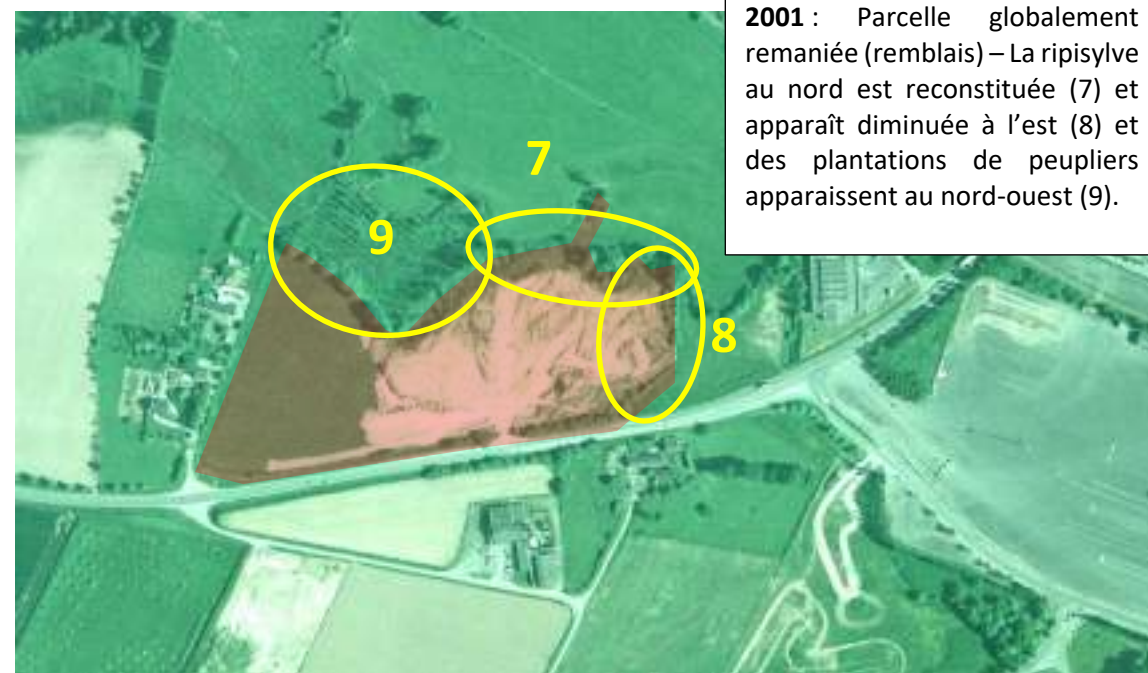 2001 : Parcelle globalement
remaniée (remblais) – La ripisylve
au nord est reconstituée (7) et
apparaît diminuée à l’est (8) et
des plantations de peupliers
apparaissent au nord-ouest (9).
7
9
8